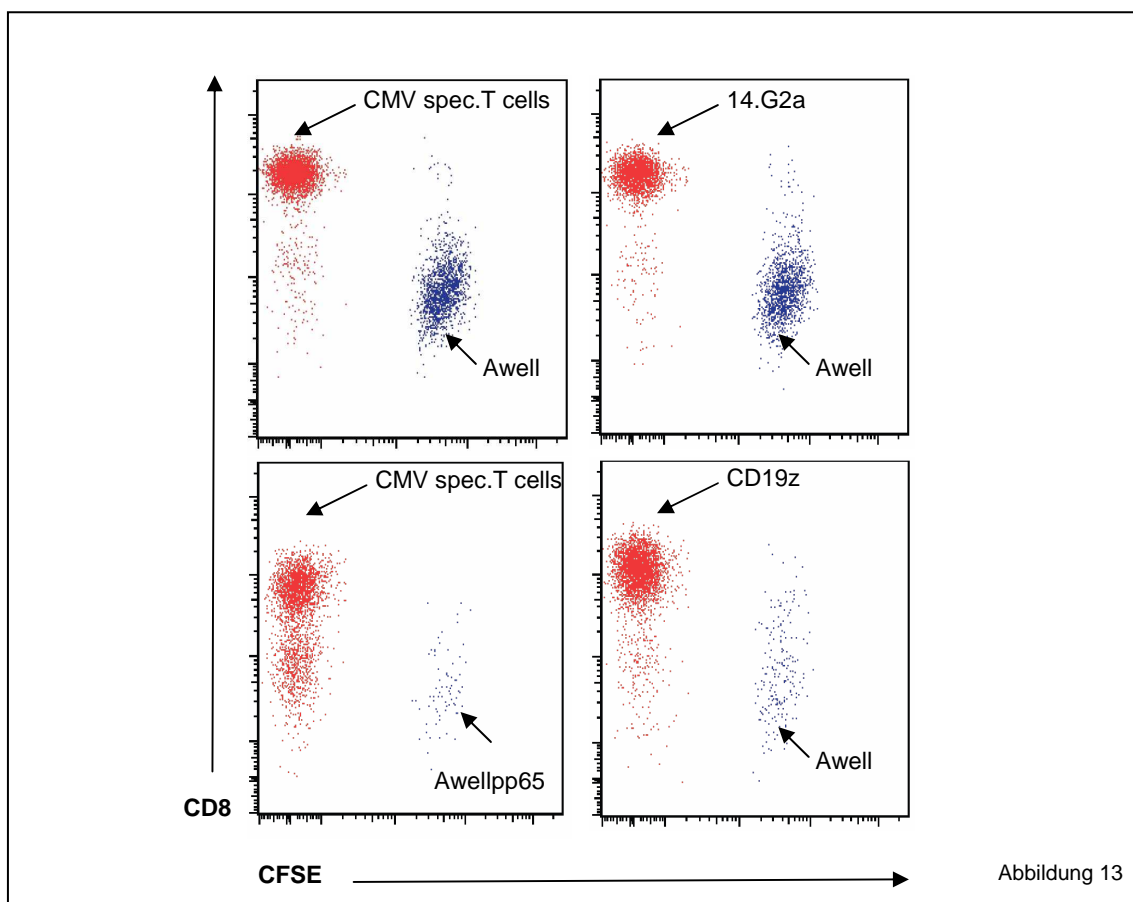 CMV spec.T cells
14.G2a
Awell
Awell
CMV spec.T cells
CD19z
Awellpp65
Awell
CD8
CFSE
Abbildung 13